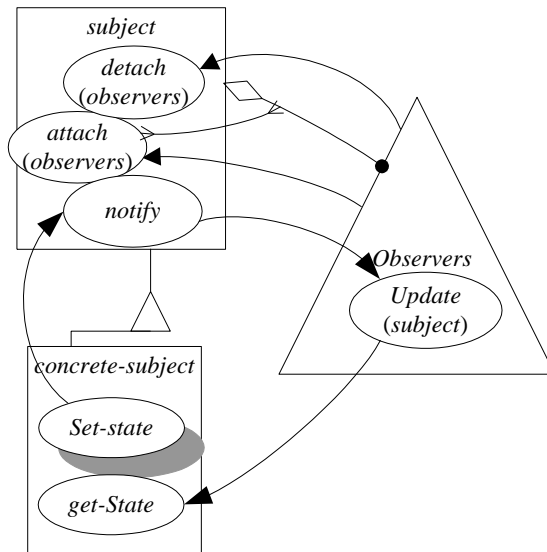 subject
detach
(observers)
attach
(observers)
notify
Observers
Update
(subject)
concrete-subject
Set-state
get-State